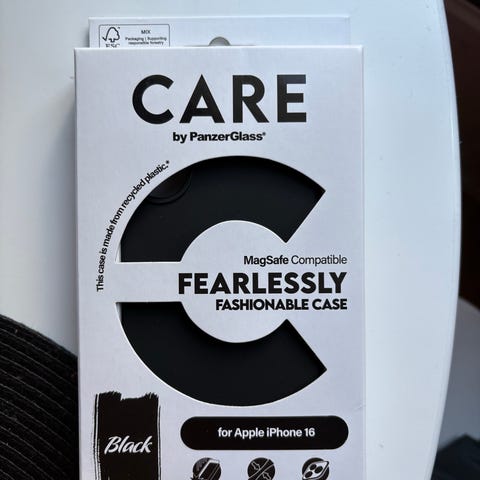 FSC
MIX
Packaging | Supporting
responsible forestry
CARE
by PanzerGlass®
This case is made from recycled plastic.*
MagSafe Compatible
FEARLESSLY
FASHIONABLE CASE
Black
for Apple iPhone 16